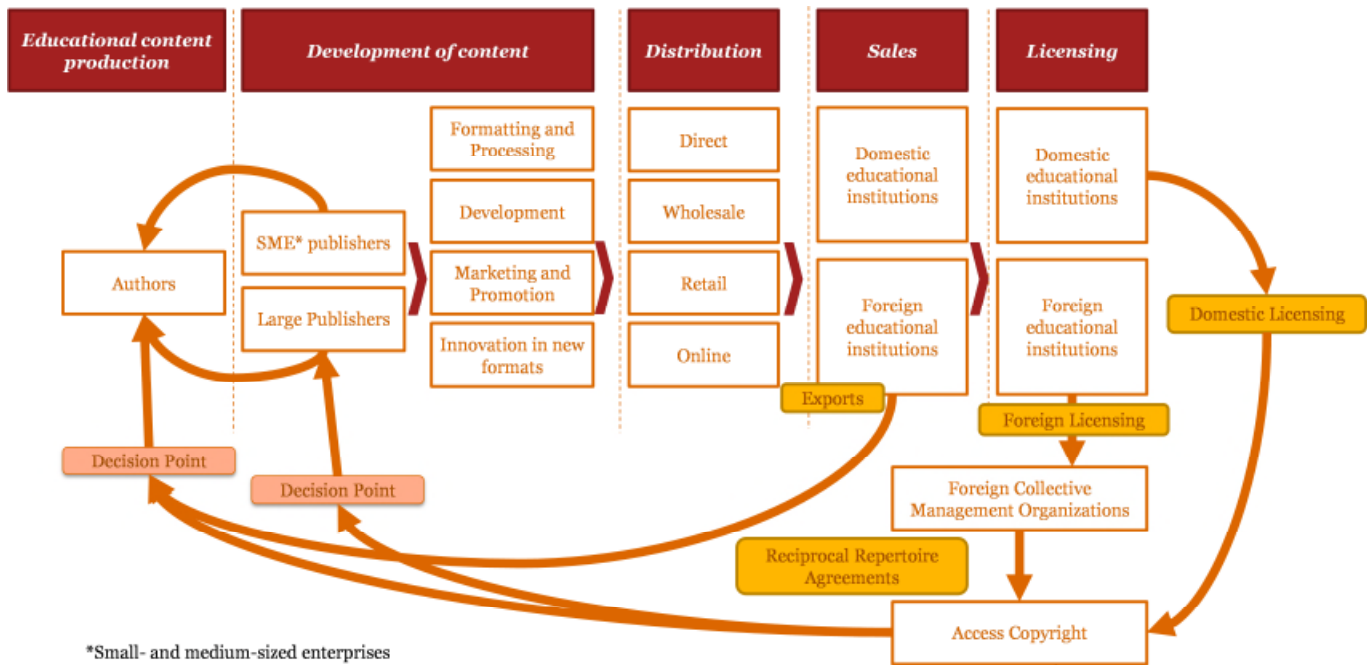 Educational content
production
Development of content
Distribution
Sales
Licensing
Authors
SME* publishers
Large Publishers
Formatting and
Processing
Development
Marketing and
Promotion
Innovation in new
formats
Direct
Wholesale
Retail
Online
Domestic
educational
institutions
Foreign
educational
institutions
Domestic
educational
institutions
Foreign
educational
institutions
Domestic Licensing
Exports
Foreign Licensing
Decision Point
Decision Point
Foreign Collective
Management Organizations
Reciprocal Repertoire
Agreements
Access Copyright
*Small- and medium-sized enterprises